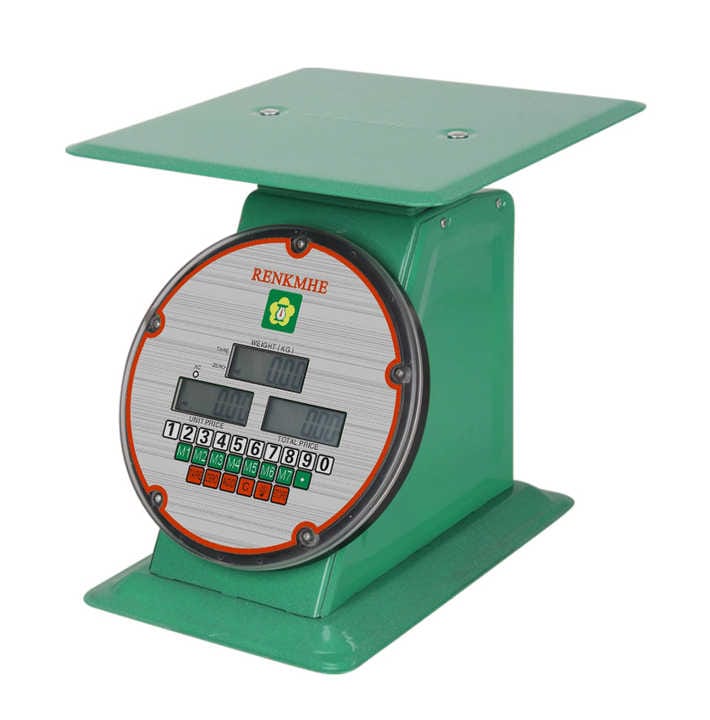 RENKMHE
WEIGHT (KG)
TARE
ZERO
AC
0.01
0.00
0.00
UNIT PRICE
TOTAL PRICE
1 2 3 4 5 6 7 8 9 0
M1 M2 M3 M4 M5 M6 M7 •
C